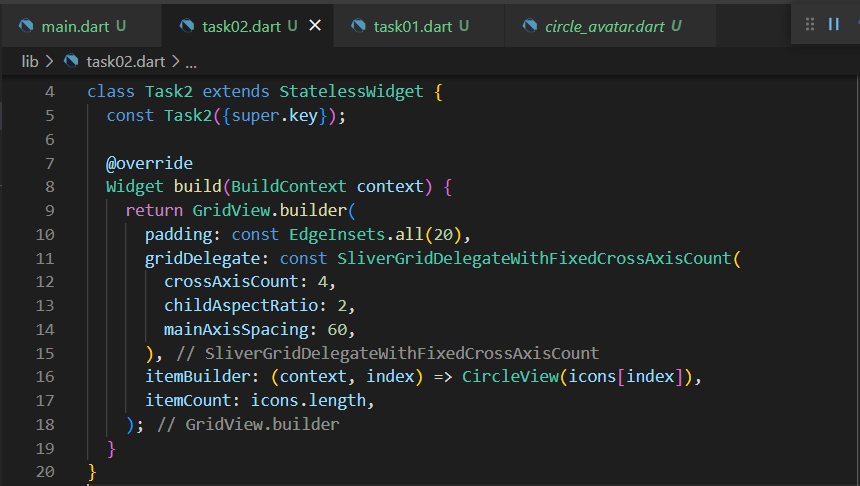 main.dart U task02.dart U × task01.dart U circle_avatar.dart U
lib > task02.dart > ...
4 class Task2 extends StatelessWidget {
5 const Task2({super.key});
6
7 @override
8 Widget build(BuildContext context) {
9 return GridView.builder(
10 padding: const EdgeInsets.all(20),
11 gridDelegate: const SliverGridDelegateWithFixedCrossAxisCount(
12 crossAxisCount: 4,
13 childAspectRatio: 2,
14 mainAxisSpacing: 60,
15 ), // SliverGridDelegateWithFixedCrossAxisCount
16 itemBuilder: (context, index) => CircleView(icons[index]),
17 itemCount: icons.length,
18 ); // GridView.builder
19 }
20 }